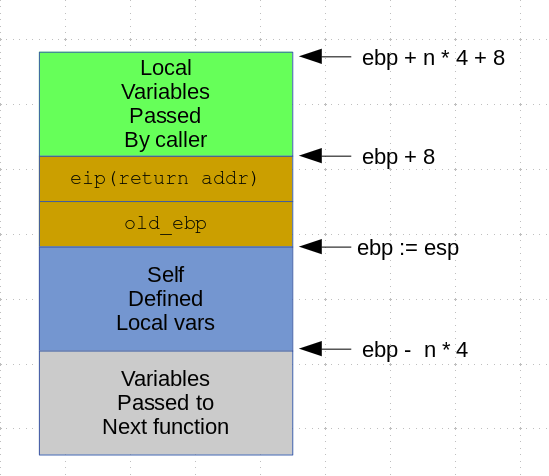 Local
Variables
Passed
By caller
eip(return addr)
old_ebp
Self
Defined
Local vars
Variables
Passed to
Next function
ebp + n * 4 + 8
ebp + 8
ebp := esp
ebp -  n * 4